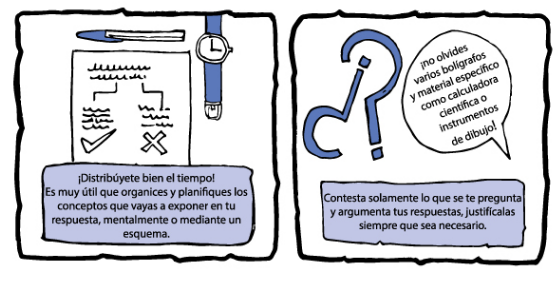 ¡Distribúyete bien el tiempo!
Es muy útil que organices y planifiques los
conceptos que vayas a exponer en tu
respuesta, mentalmente o mediante un
esquema.
¡no olvides
varios bolígrafos
y material específico
como calculadora
científica o
instrumentos
de dibujo!
Contesta solamente lo que se te pregunta
y argumenta tus respuestas, justifícalas
siempre que sea necesario.